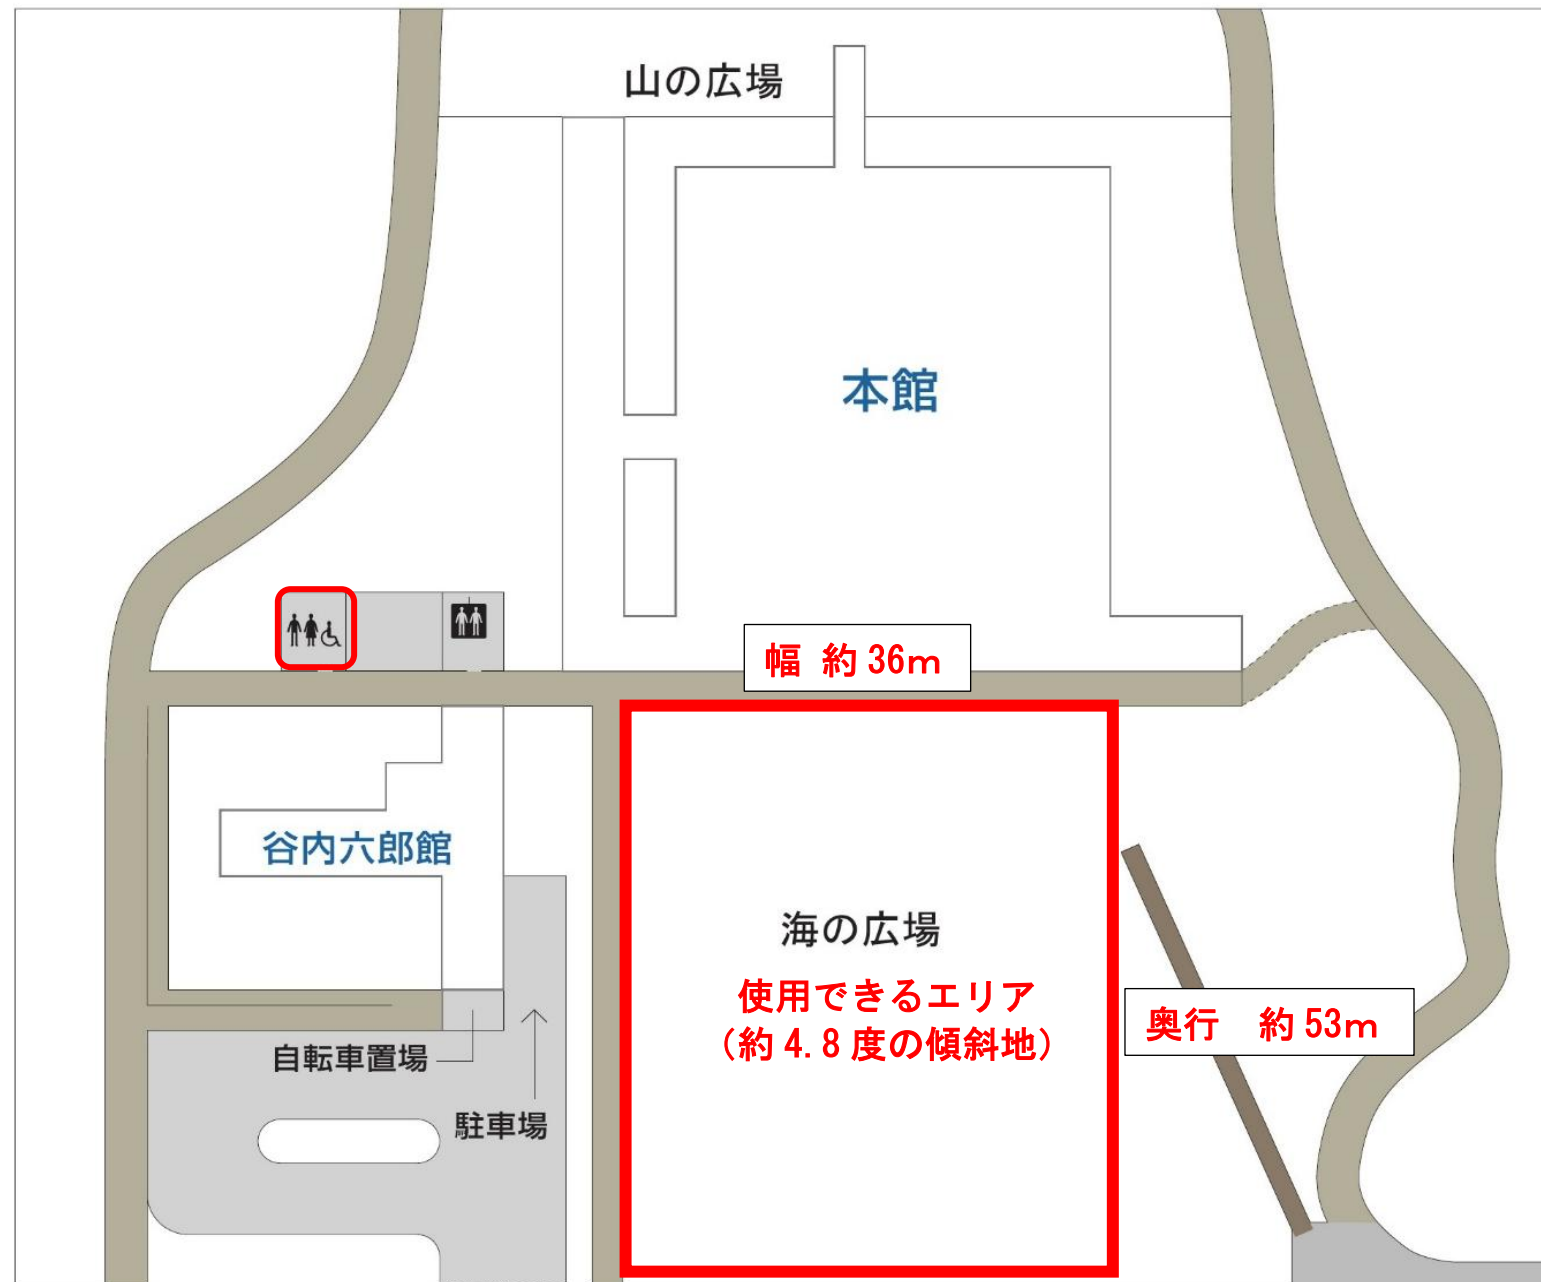 山の広場
本館
幅 約36m
谷内六郎館
海の広場
使用できるエリア
（約4.8度の傾斜地）
奥行 約53m
自転車置場
駐車場